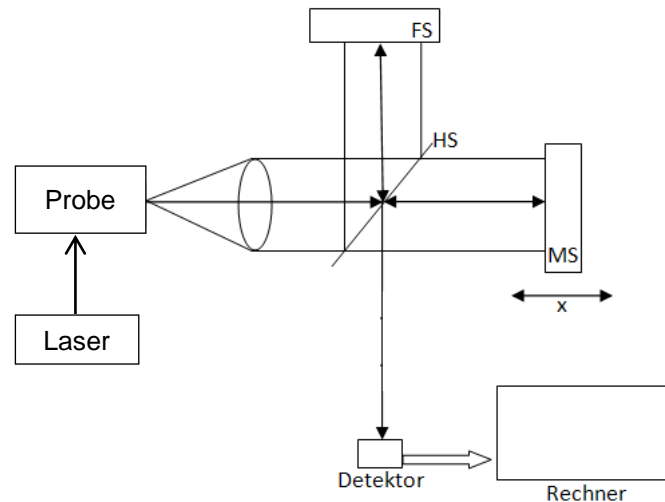 FS
HS
Probe
MS
x
Laser
Detektor
Rechner